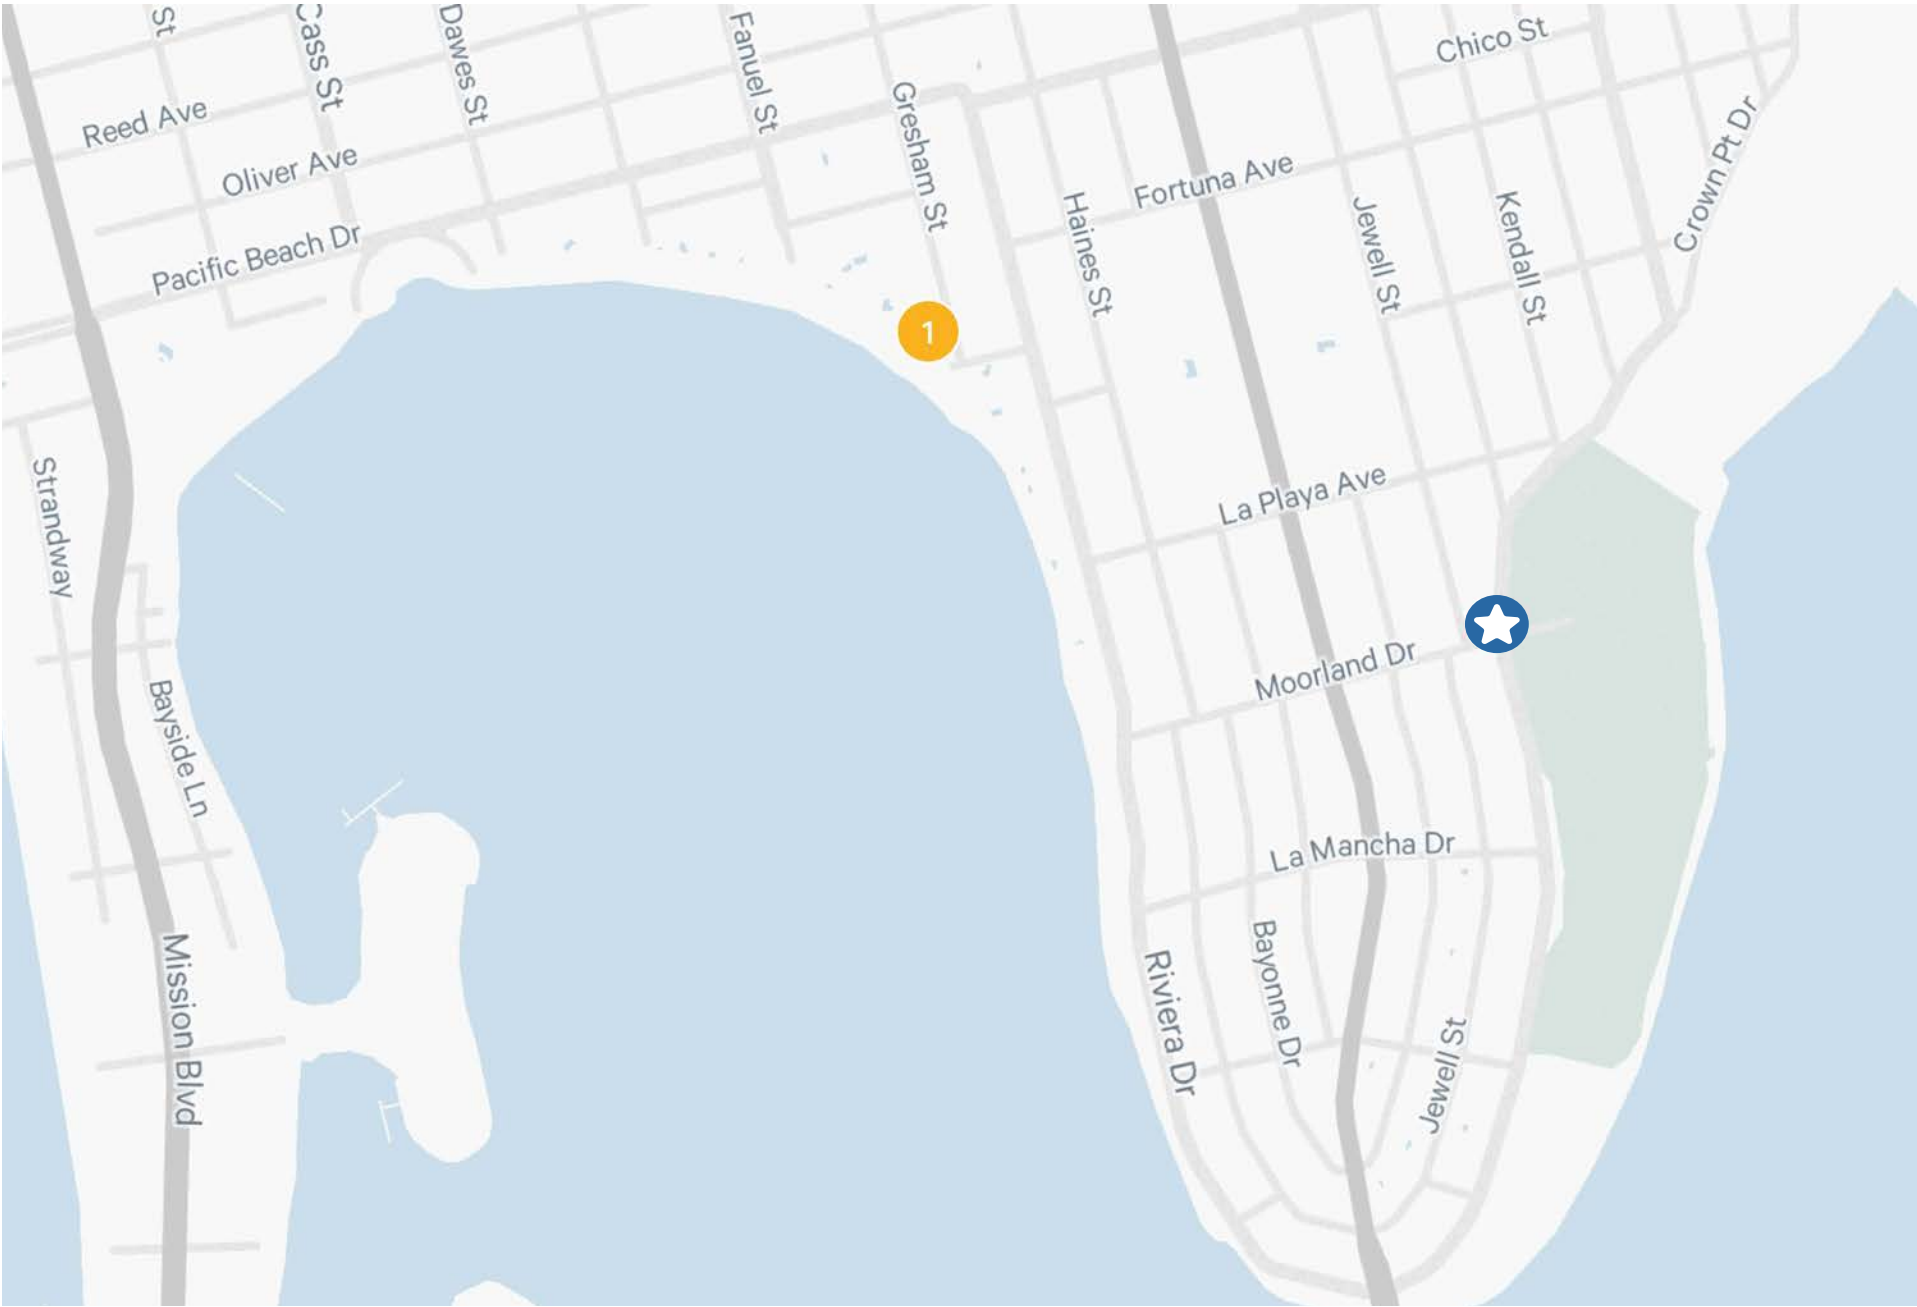 St
Cass St
Dawes St
Fanuel St
Chico St
Reed Ave
Gresham St
Crown Pt Dr
Oliver Ave
Fortuna Ave
Haines St
Jewell St
Kendall St
Pacific Beach Dr
1
Strandway
La Playa Ave
Moorland Dr
Bayside Ln
La Mancha Dr
Mission Blvd
Riviera Dr
Bayonne Dr
Jewell St